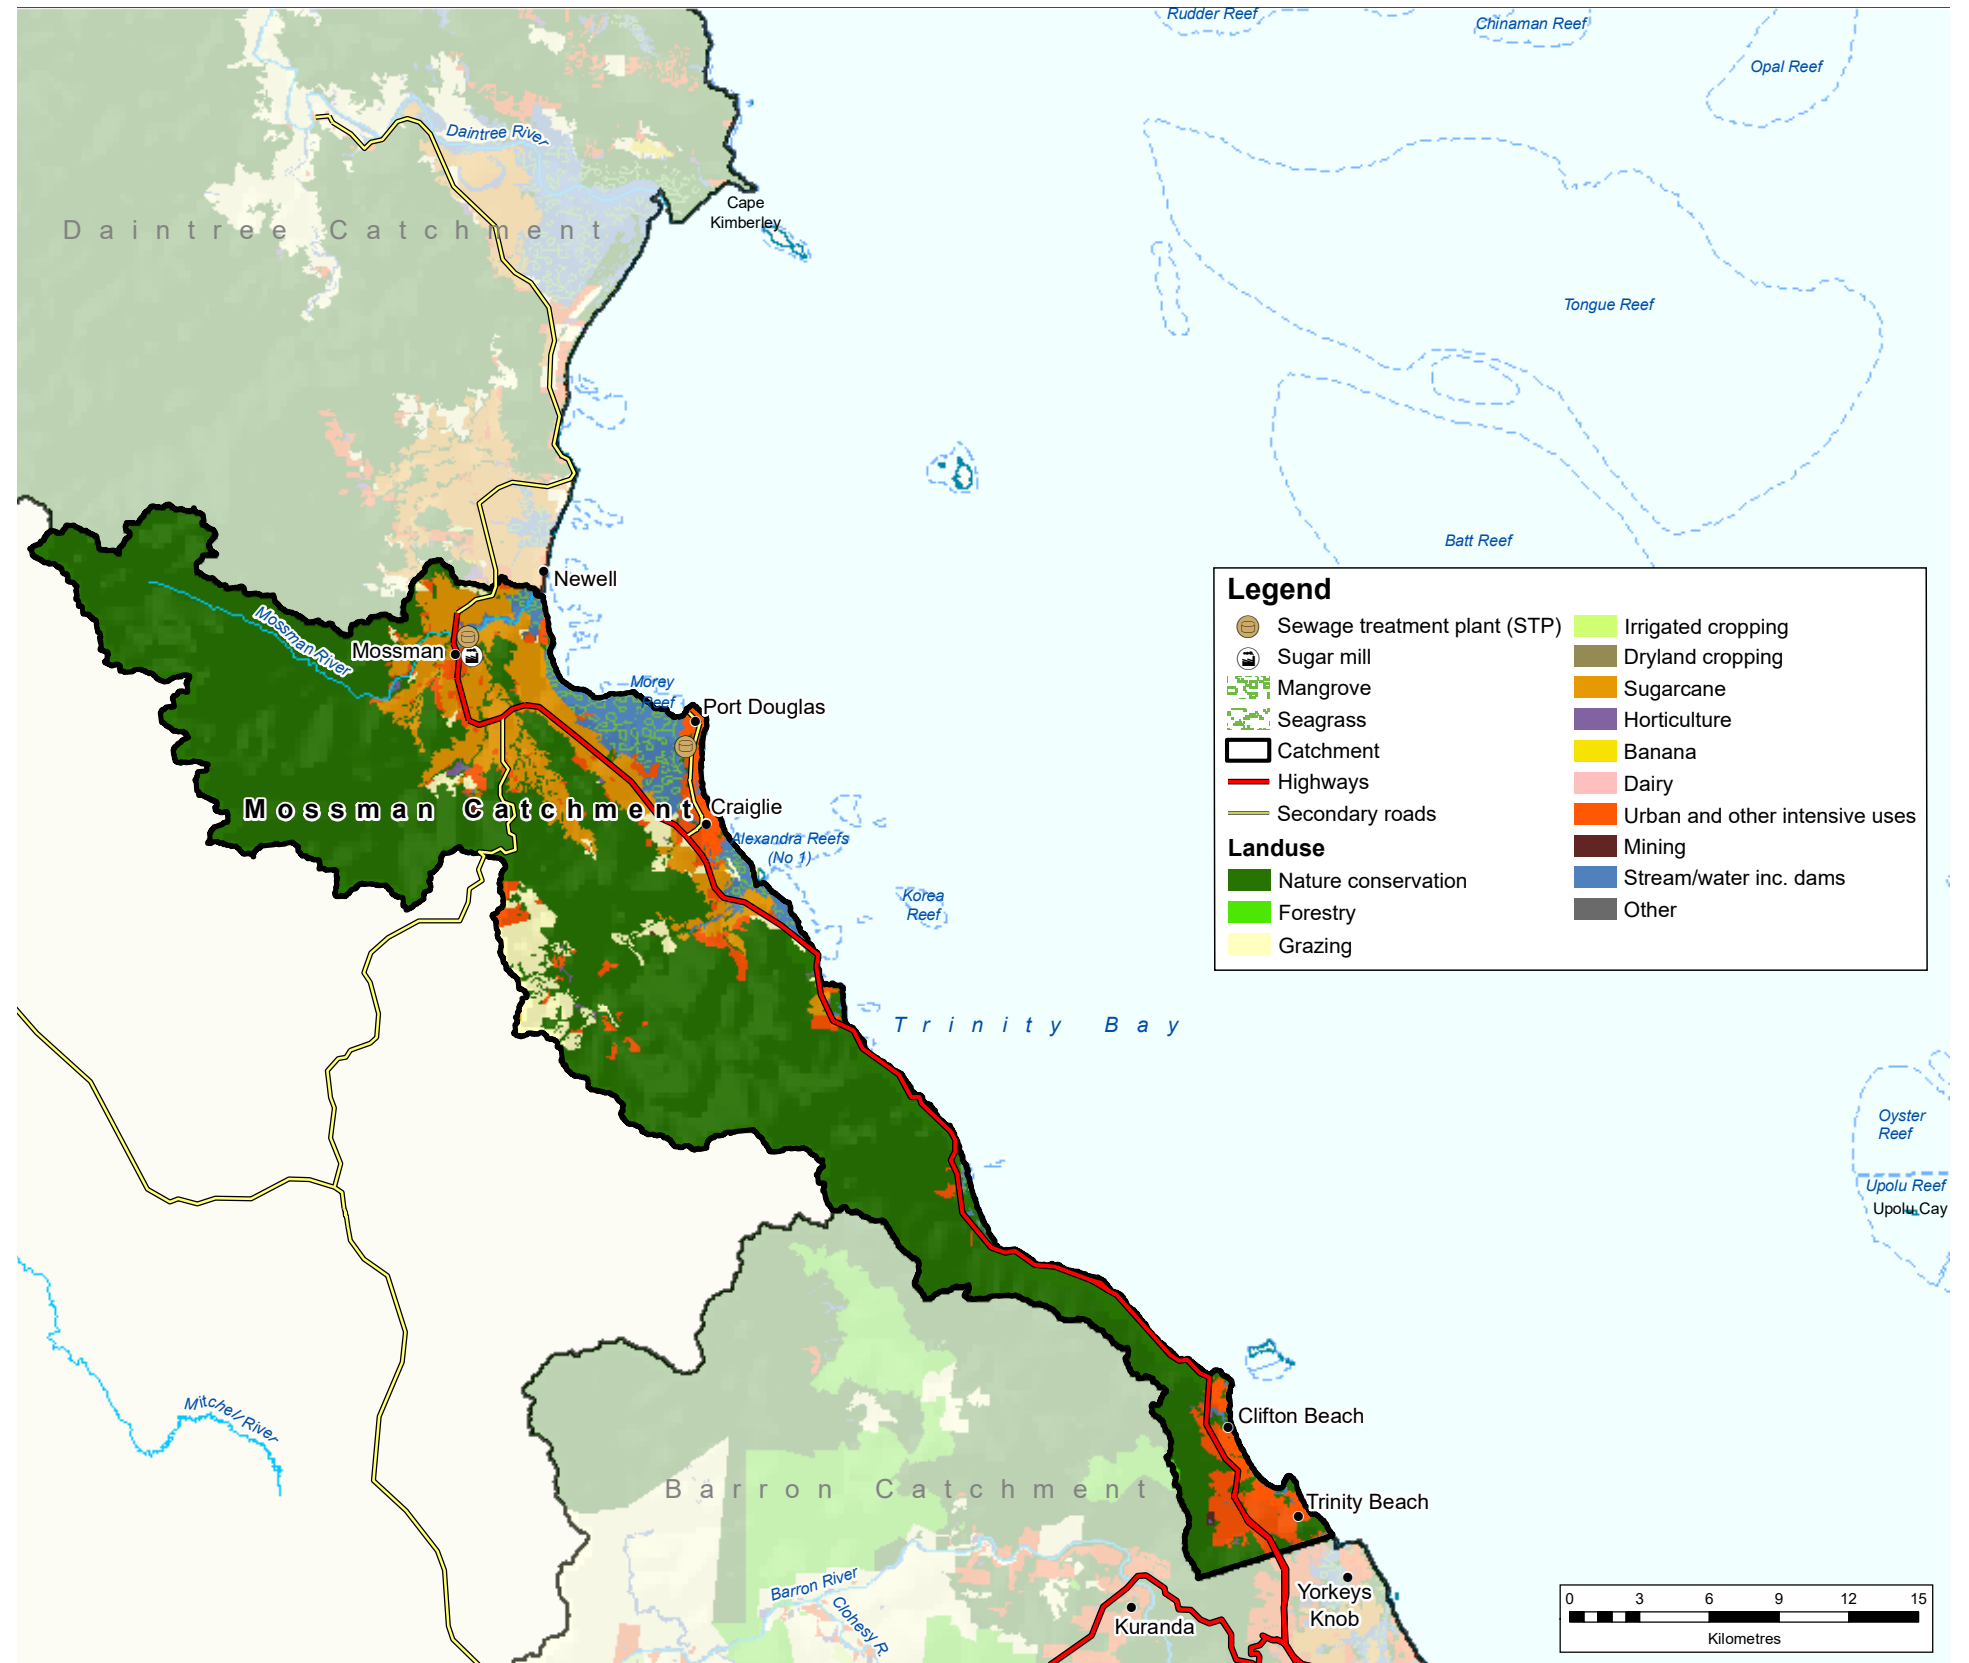 Rudder Reef
Chinaman Reef
Opal Reef
Daintree River
Cape
Kimberley
Daintree Catchment
Tongue Reef
Batt Reef
Newell
Mossman River
Mossman
Morey
Reef
Port Douglas
Mossman Catchment
Craiglie
Alexandra Reefs
(No 1)
Korea
Reef
Trinity Bay
Legend
Sewage treatment plant (STP)
Sugar mill
Mangrove
Seagrass
Catchment
Highways
Secondary roads
Landuse
Nature conservation
Forestry
Grazing
Irrigated cropping
Dryland cropping
Sugarcane
Horticulture
Banana
Dairy
Urban and other intensive uses
Mining
Stream/water inc. dams
Other
Oyster
Reef
Upolu Reef
Upolu Cay
Mitchel River
Clifton Beach
Barron Catchment
Trinity Beach
Barron River
Clohesy R.
Yorkeys
Knob
Kuranda
0 3 6 9 12 15
Kilometres